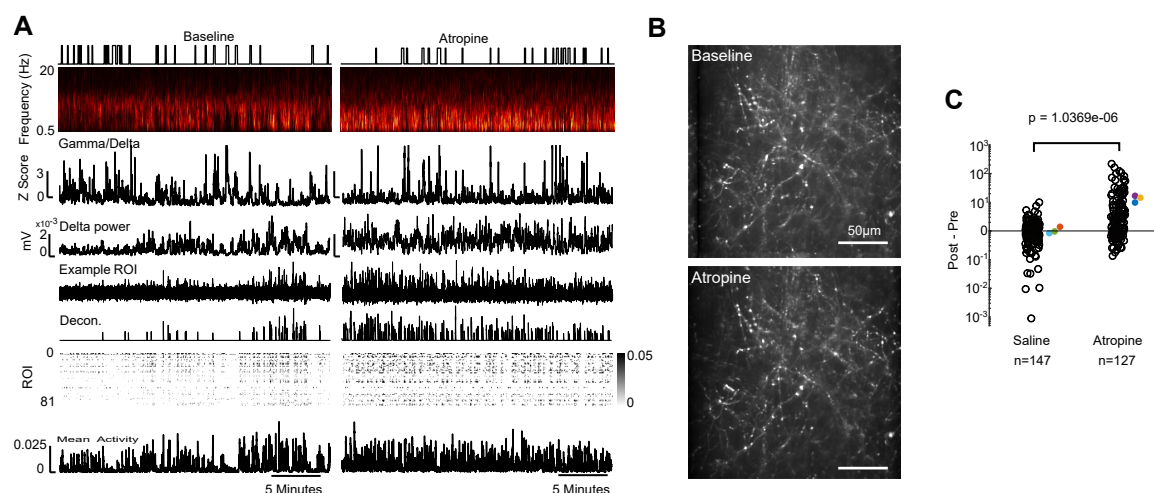 A
Baseline
Atropine
20
Frequency (Hz)
0.5
Gamma/Delta
Z Score
3
0
x10-3
Delta power
mV
2
0
Example ROI
Decon.
0
ROI
81
0.05
0
Mean Activity
0.025
0
5 Minutes
5 Minutes
B
Baseline
50µm
Atropine
C
p = 1.0369e-06
Post - Pre
10³
10²
10¹
0
10⁻¹
10⁻²
10⁻³
Saline
Atropine
n=147
n=127